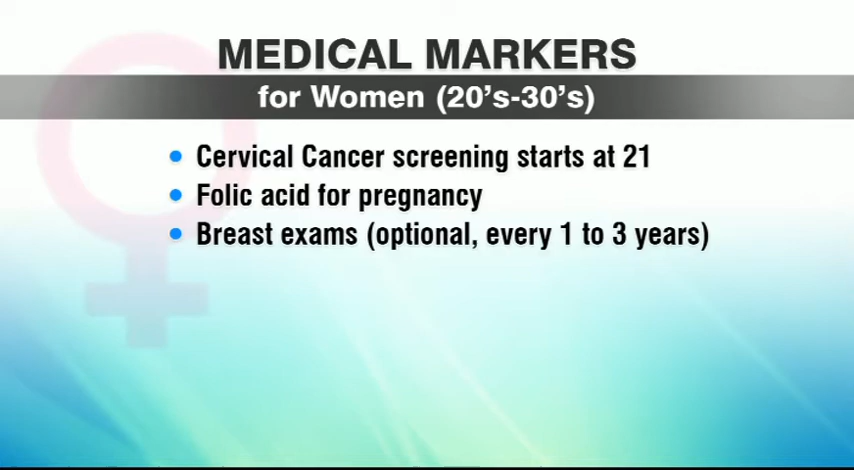 MEDICAL MARKERS
for Women (20's-30's)
• Cervical Cancer screening starts at 21
• Folic acid for pregnancy
• Breast exams (optional, every 1 to 3 years)